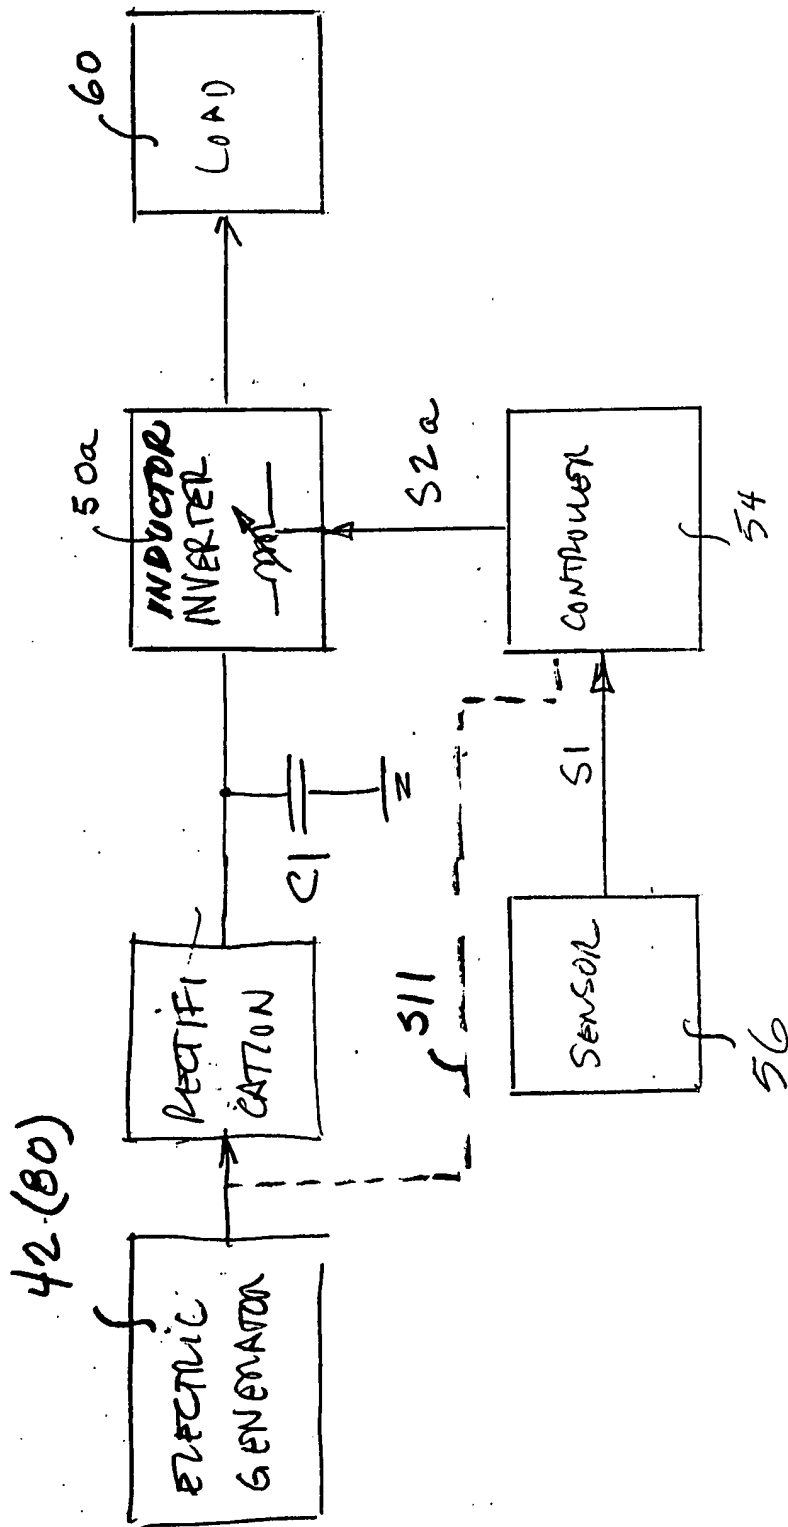 42 (80)
ELECTRIC
GENERATOR
RECTIFI
CATION
C1
50a
INDUCTOR
INVERTER
60
LOAD
S11
S2a
SENSOR
56
S1
CONTROLLER
54